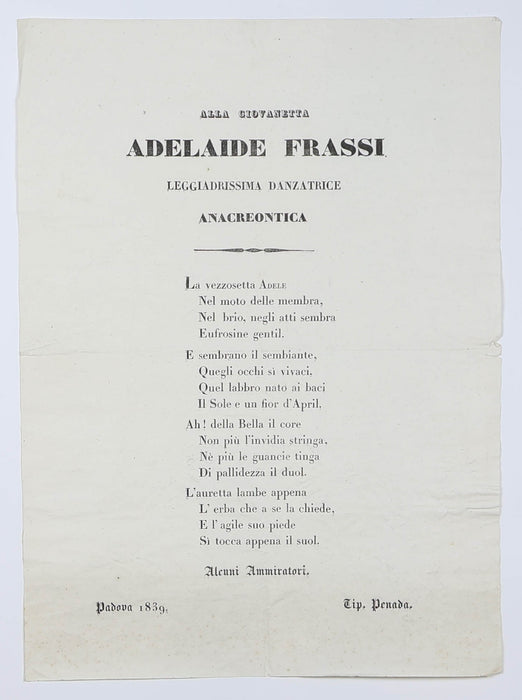 ALLA GIOVANETTA
ADELAIDE FRASSI
LEGGIADRISSIMA DANZATRICE
ANACREONTICA
La vezzosetta ADELE
Nel moto delle membra,
Nel brio, negli atti sembra
Eufrosine gentil.
E sembrano il sembiante,
Quegli occhi sì vivaci,
Quel labbro nato ai baci
Il Sole e un fior d'April.
Ah! della Bella il core
Non più l'invidia stringa,
Nè più le guancie tinga
Di pallidezza il duol.
L'auretta lambe appena
L' erba che a se la chiede,
E l'agile suo piede
Sì tocca appena il suol.
Alcuni Ammiratori.
Padova 1839.
Tip. Penada.